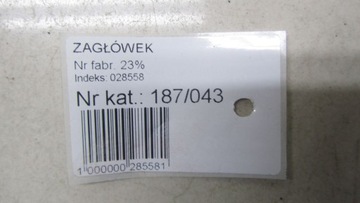 ZAGŁÓWEK
Nr fabr. 23%
Indeks: 028558
Nr kat.: 187/043
1 000000 285581